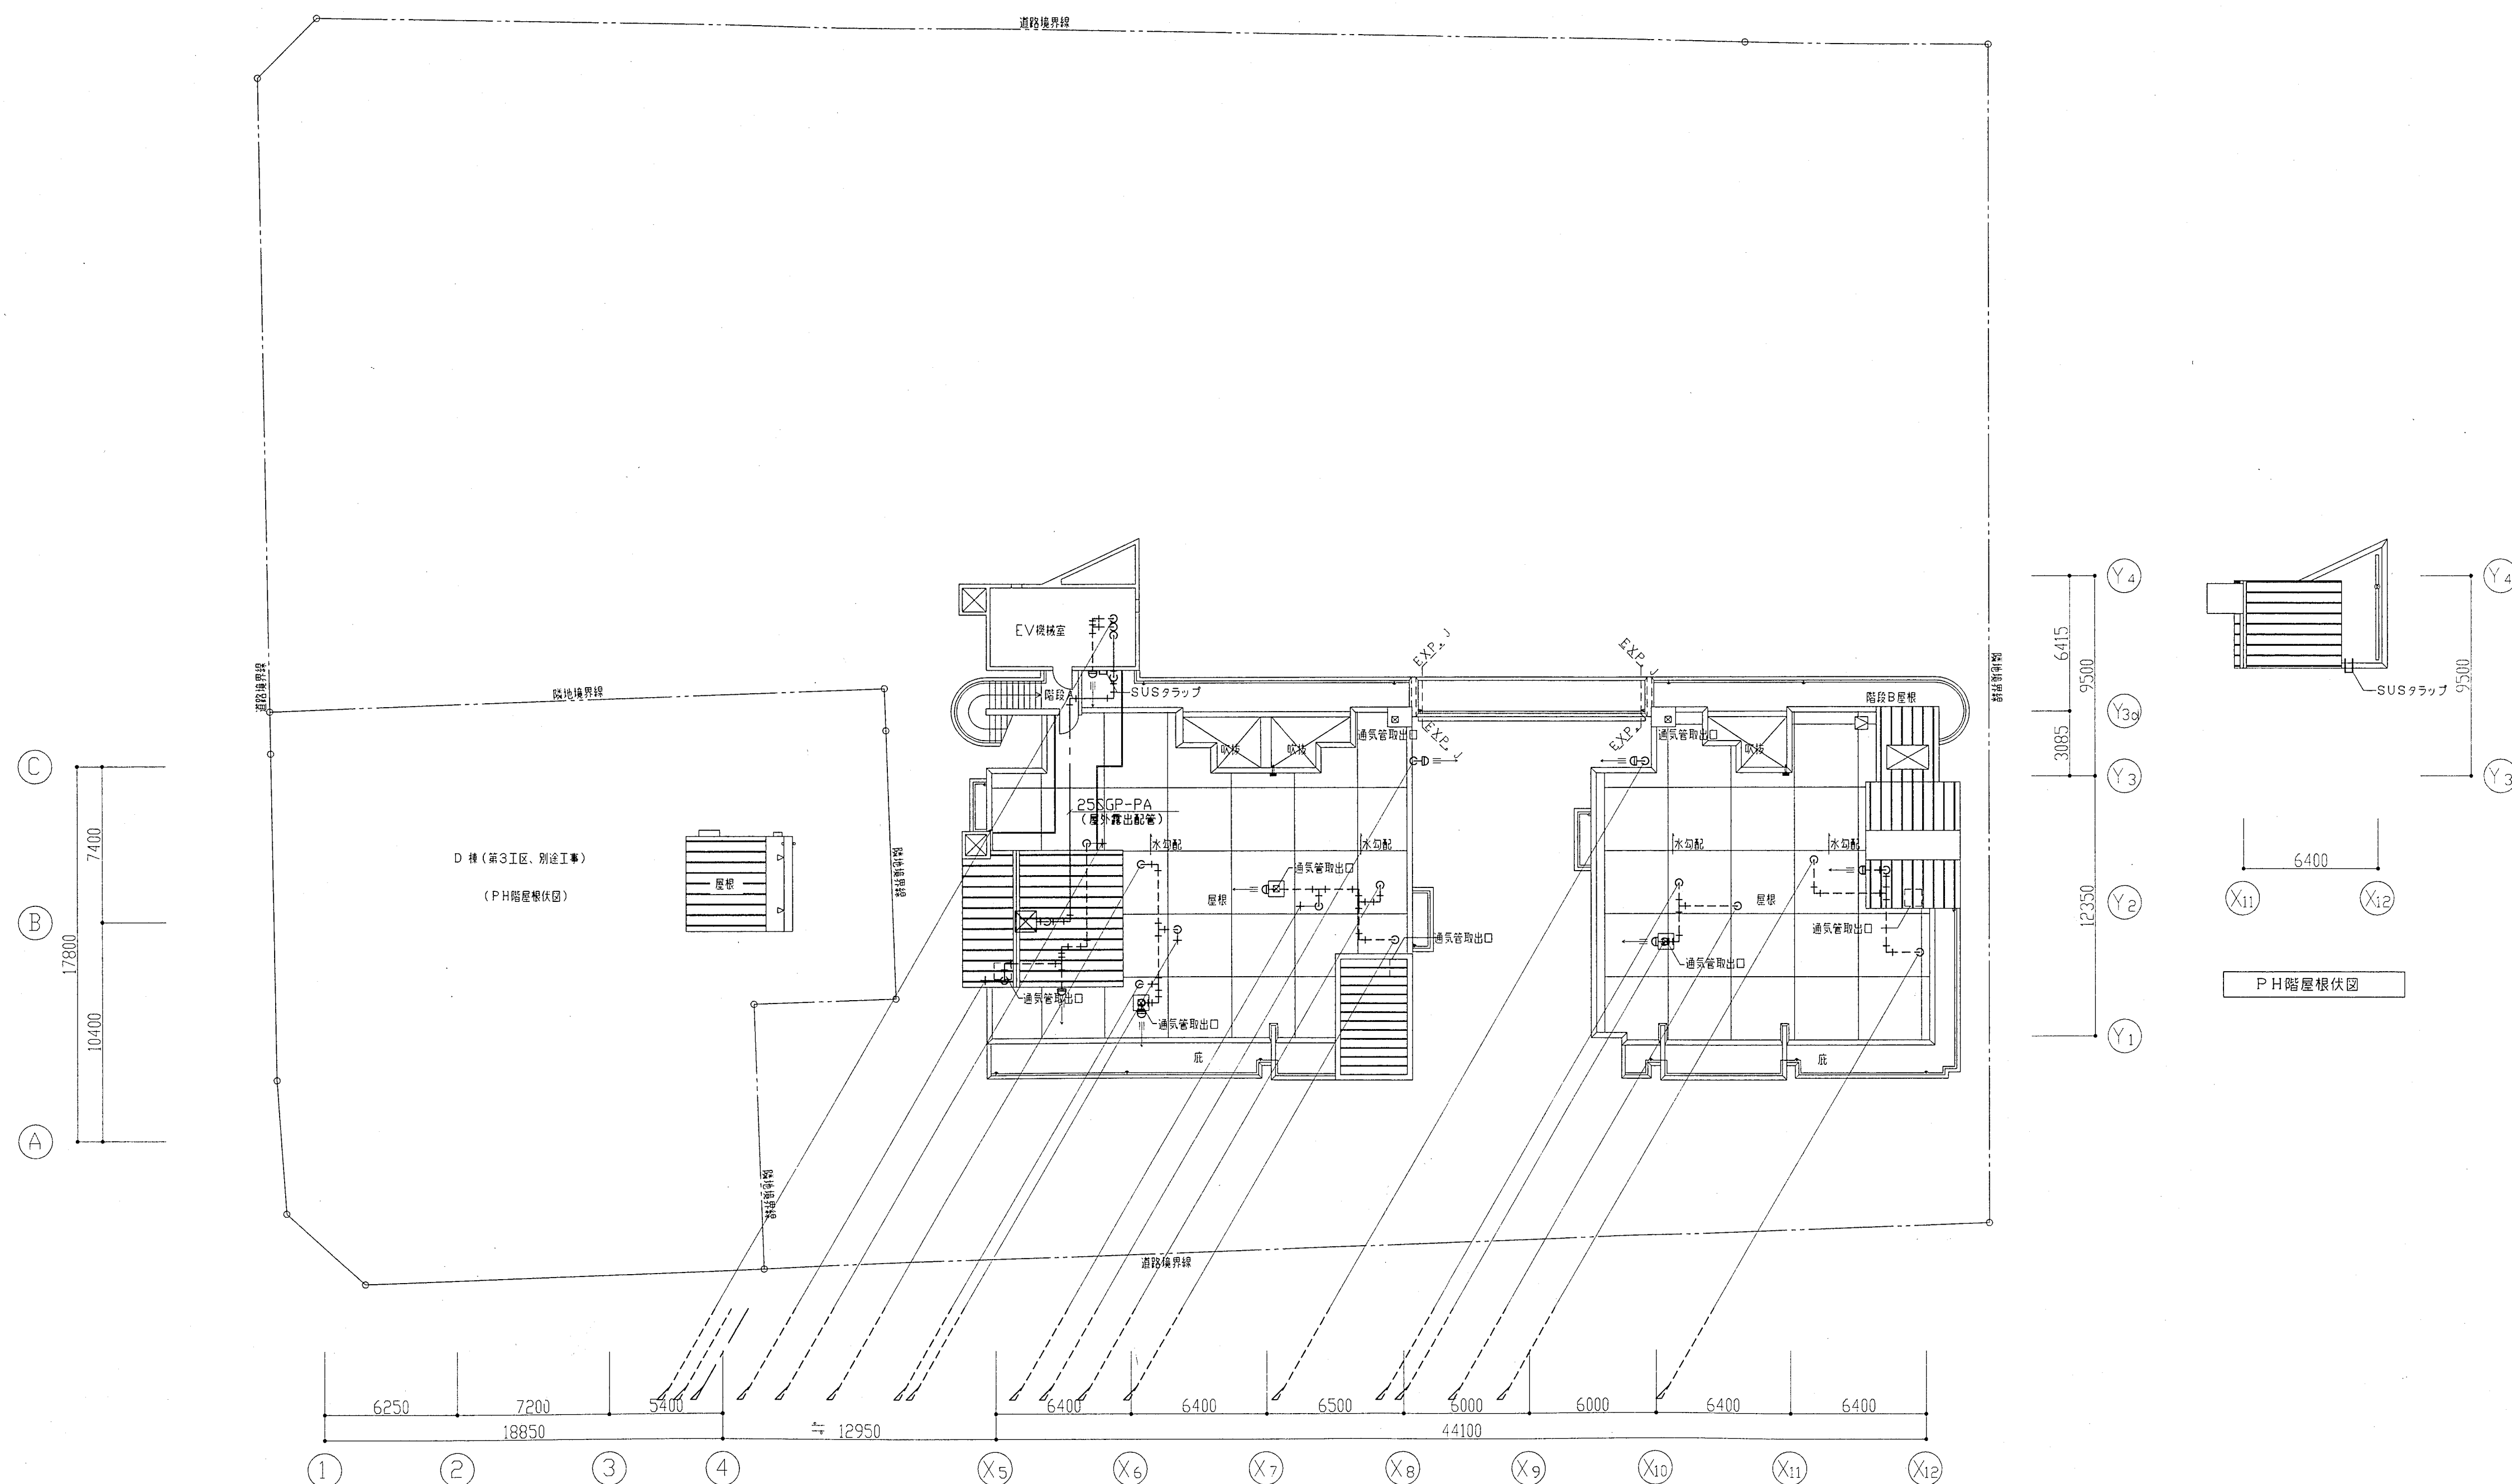 道路境界線
道路境界線
隣地境界線
隣地境界線
隣地境界線
隣地境界線
道路境界線
EV機械室
階段A
SUSタラップ
EXP. J
EXP. J
EXP. J
EXP. J
階段B屋根
通気管取出口
通気管取出口
吹抜
吹抜
吹抜
25SGP-PA
(屋外露出配管)
水勾配
水勾配
水勾配
水勾配
D 棟(第3工区、別途工事)
(PH階屋根伏図)
屋根
屋根
屋根
通気管取出口
通気管取出口
通気管取出口
通気管取出口
通気管取出口
通気管取出口
庇
庇
C
B
A
7400
10400
17800
Y4
Y3d
Y3
Y2
Y1
6415
3085
9500
12350
Y4
Y3
9500
SUSタラップ
6400
X11
X12
PH階屋根伏図
6250
7200
5400
6400
6400
6500
6000
6000
6400
6400
18850
12950
44100
1
2
3
4
X5
X6
X7
X8
X9
X10
X11
X12